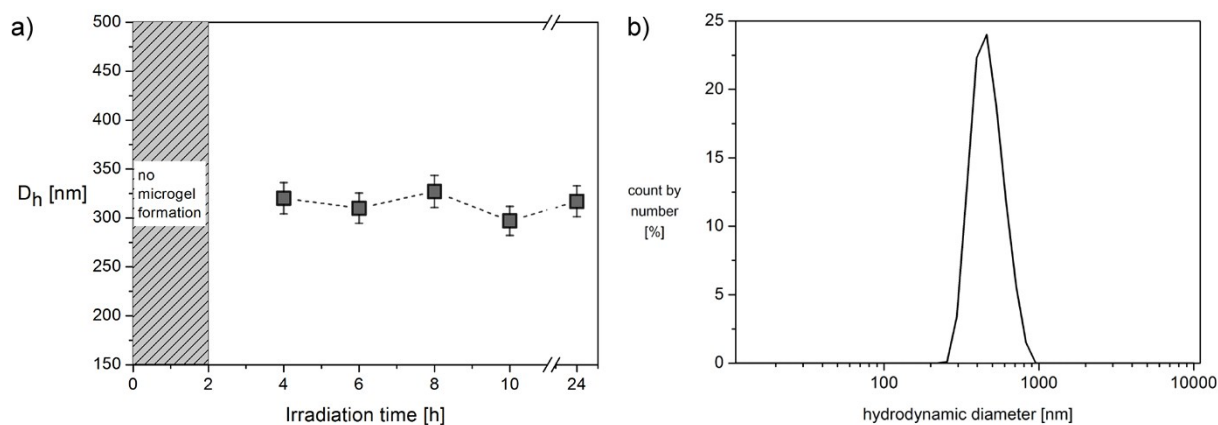 a)
500
450
400
350
300
250
200
150
D_h [nm]
no
microgel
formation
0 2 4 6 8 10 24
Irradiation time [h]
b)
25
20
15
10
5
0
count by
number
[%]
100 1000 10000
hydrodynamic diameter [nm]